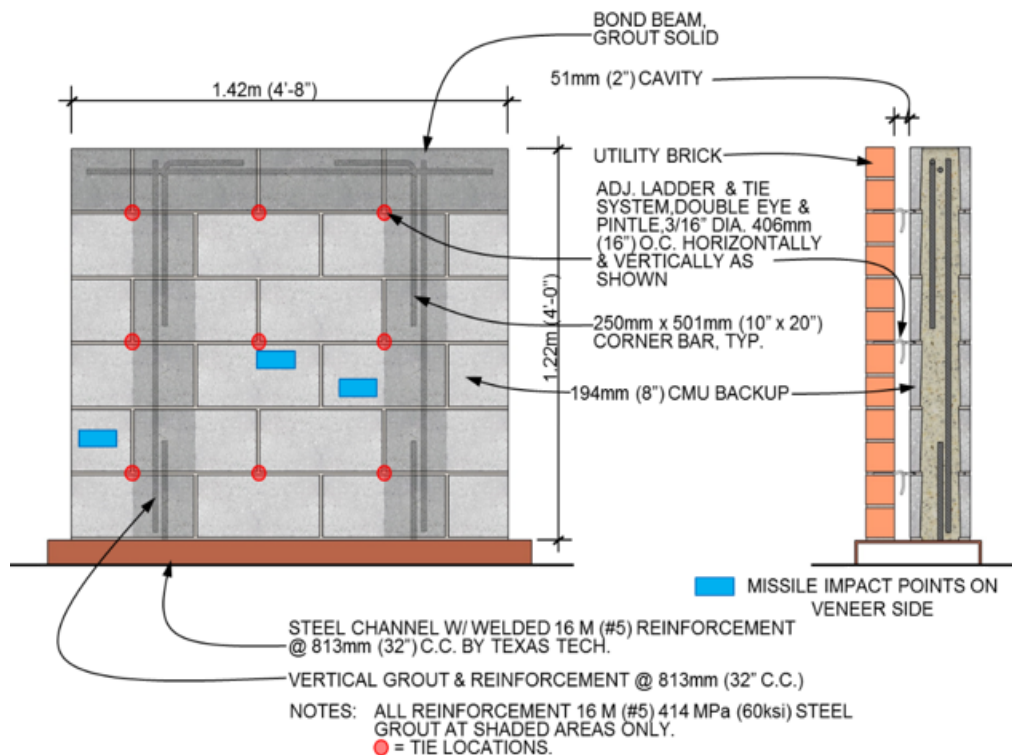 BOND BEAM,
GROUT SOLID
51mm (2") CAVITY
1.42m (4'-8")
UTILITY BRICK
ADJ. LADDER & TIE
SYSTEM,DOUBLE EYE &
PINTLE,3/16" DIA. 406mm
(16") O.C. HORIZONTALLY
& VERTICALLY AS
SHOWN
1.22m (4'-0")
250mm x 501mm (10" x 20")
CORNER BAR, TYP.
194mm (8") CMU BACKUP
MISSILE IMPACT POINTS ON
VENEER SIDE
STEEL CHANNEL W/ WELDED 16 M (#5) REINFORCEMENT
@ 813mm (32") C.C. BY TEXAS TECH.
VERTICAL GROUT & REINFORCEMENT @ 813mm (32" C.C.)
NOTES: ALL REINFORCEMENT 16 M (#5) 414 MPa (60ksi) STEEL
GROUT AT SHADED AREAS ONLY.
= TIE LOCATIONS.